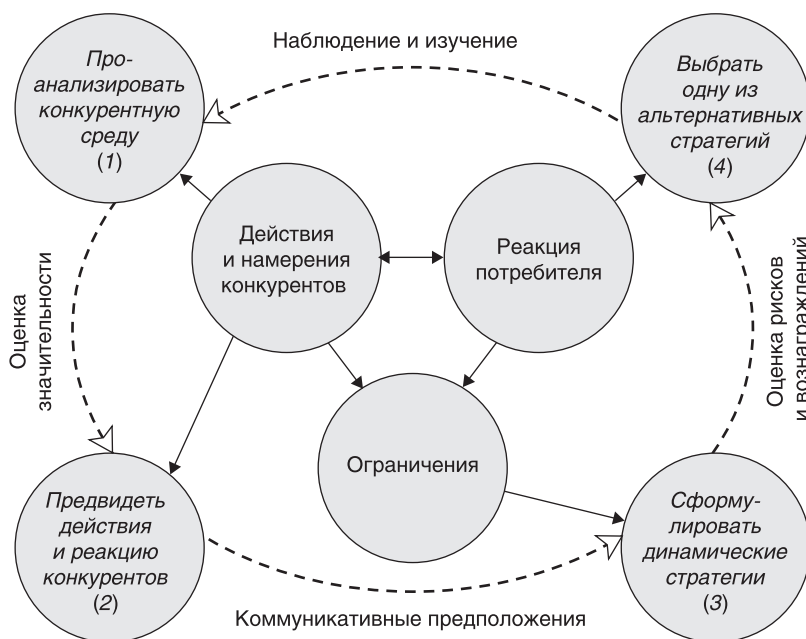 Наблюдение и изучение
Про-
анализировать
конкурентную
среду
(1)
Выбрать
одну из
альтернативных
стратегий
(4)
Действия
и намерения
конкурентов
Реакция
потребителя
Оценка
значительности
Оценка рисков
и вознаграждений
Ограничения
Предвидеть
действия
и реакцию
конкурентов
(2)
Сформу-
лировать
динамические
стратегии
(3)
Коммуникативные предположения